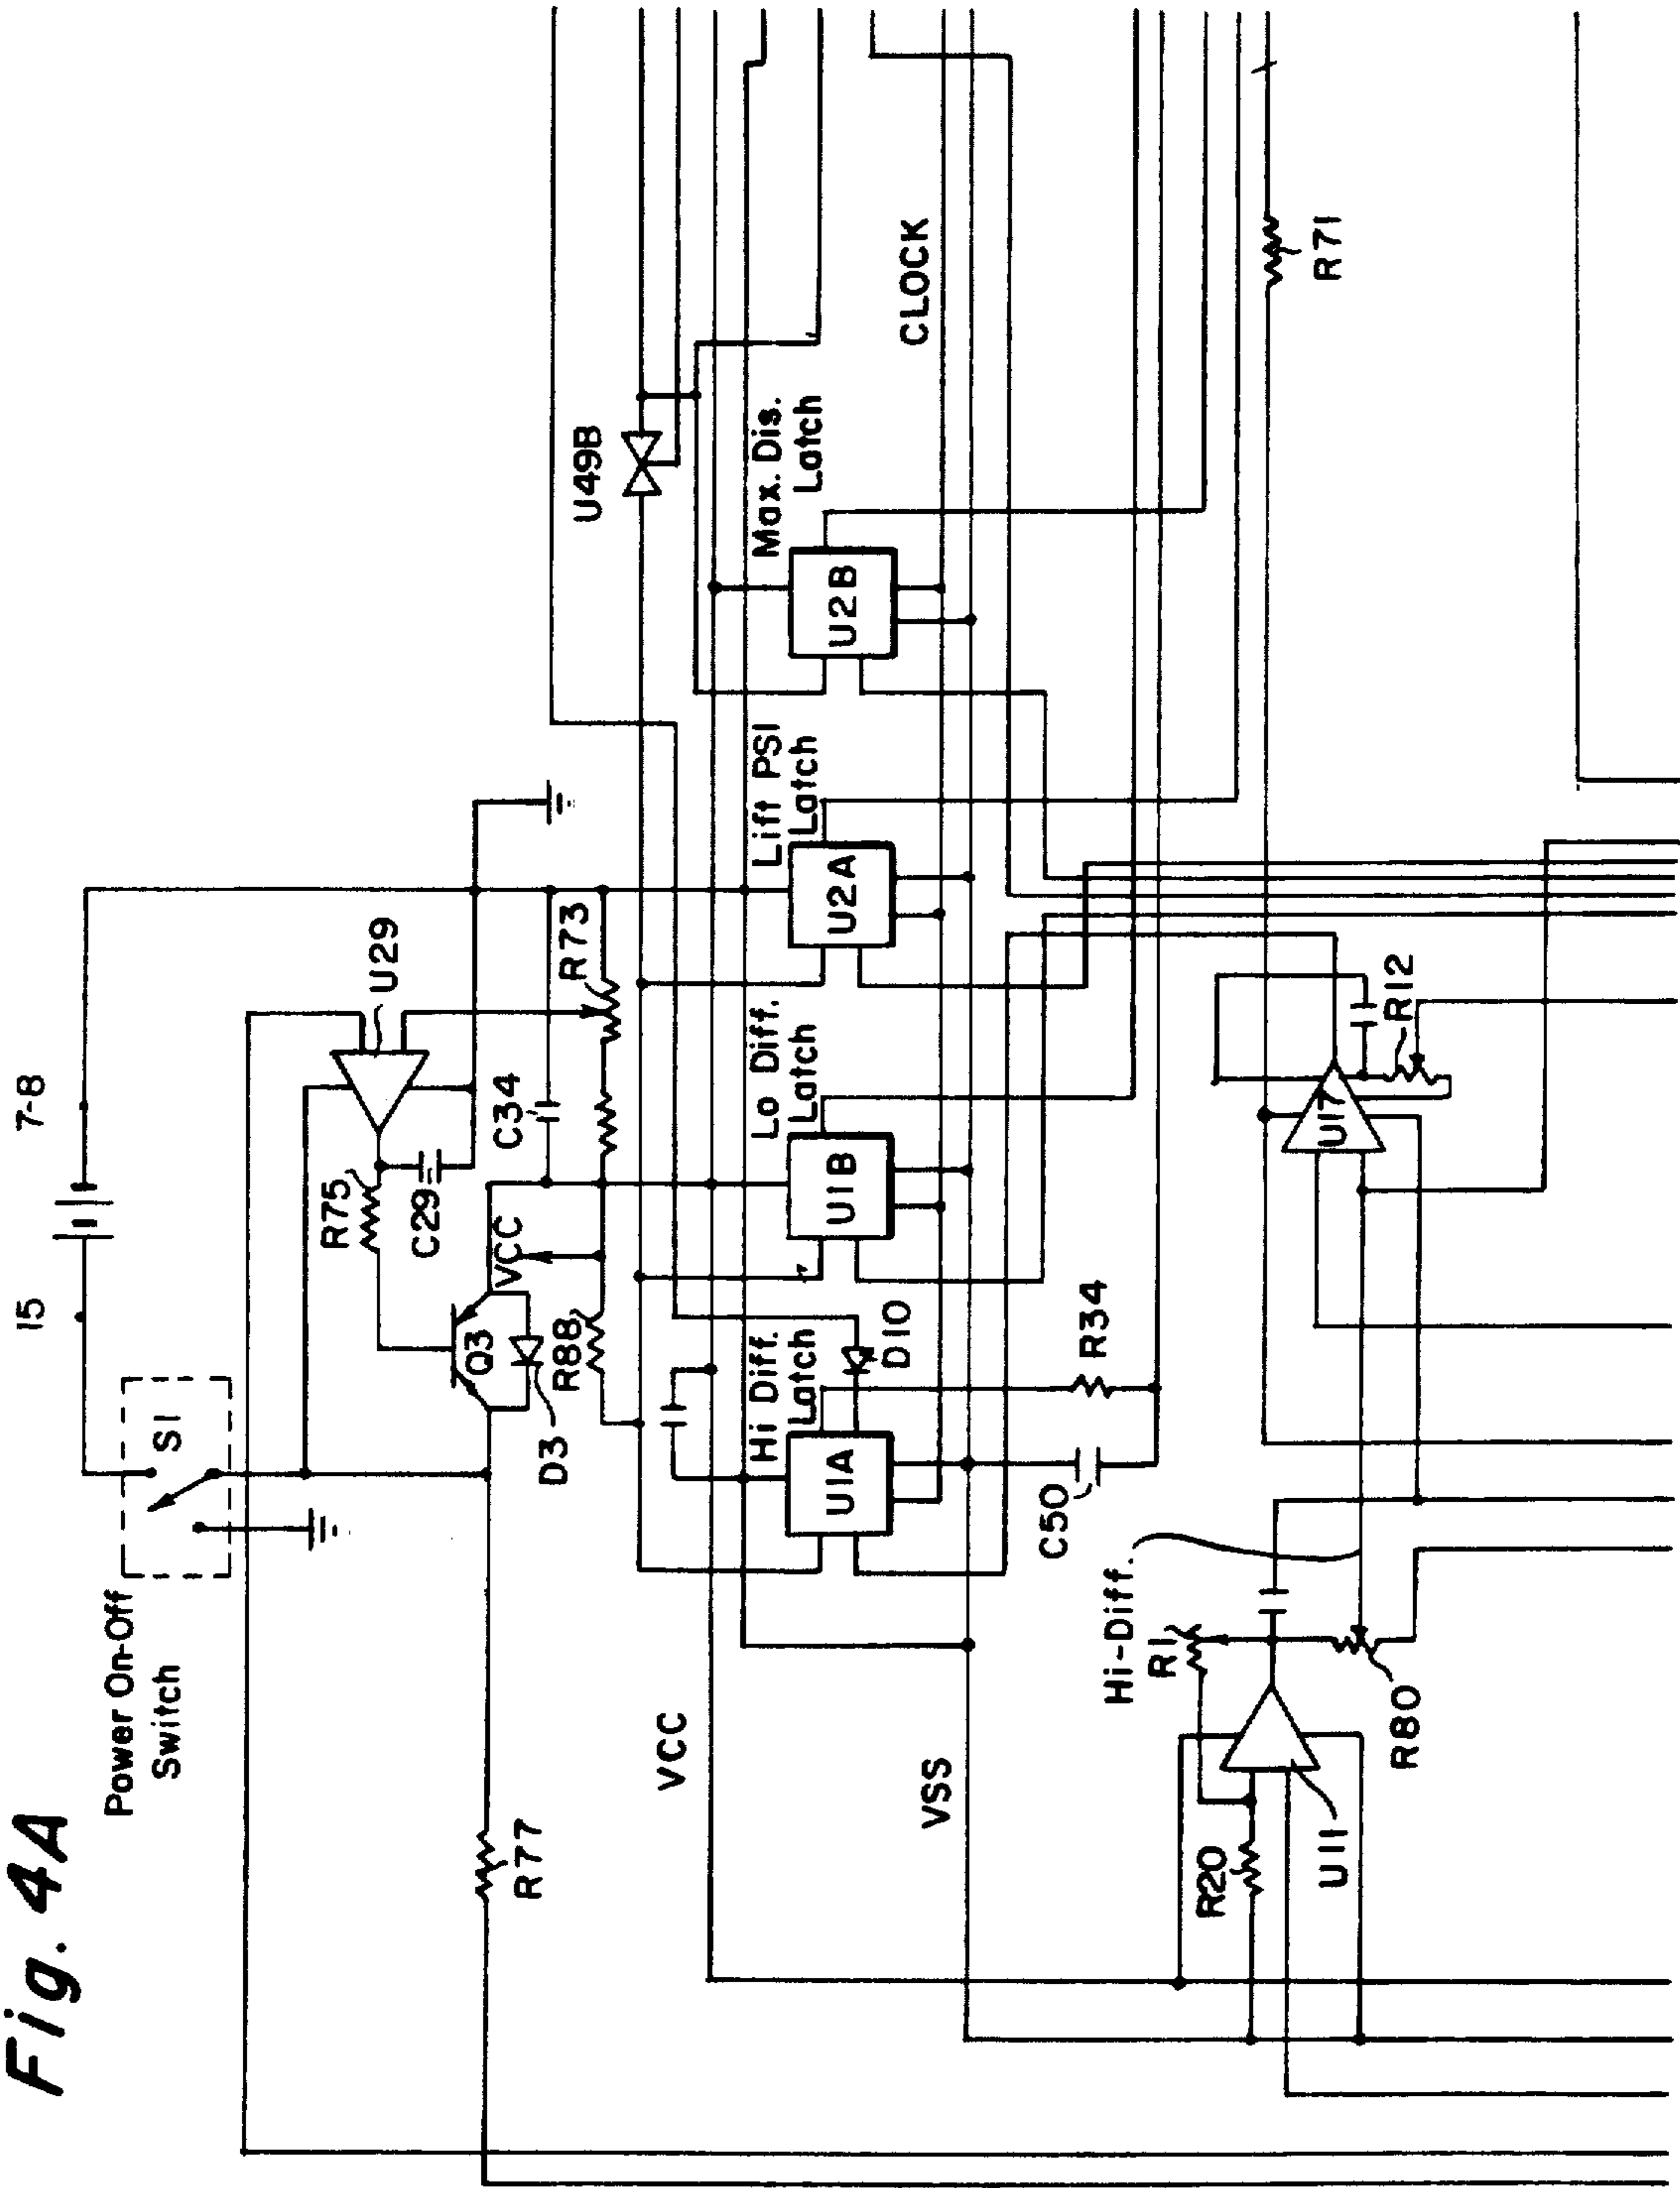 Fig. 4A
Power On-Off
Switch
S1
15
7-8
U29
R75
C29
C34
R73
Q3
VCC
D3
R88
R77
U49B
VCC
Hi Diff.
Latch
Lo Diff.
Latch
Lift PSI
Latch
Max. Dis.
Latch
U1A
U1B
U2A
U2B
D10
CLOCK
VSS
C50
R34
Hi-Diff.
R1
R20
U11
R80
U17
R12
R71